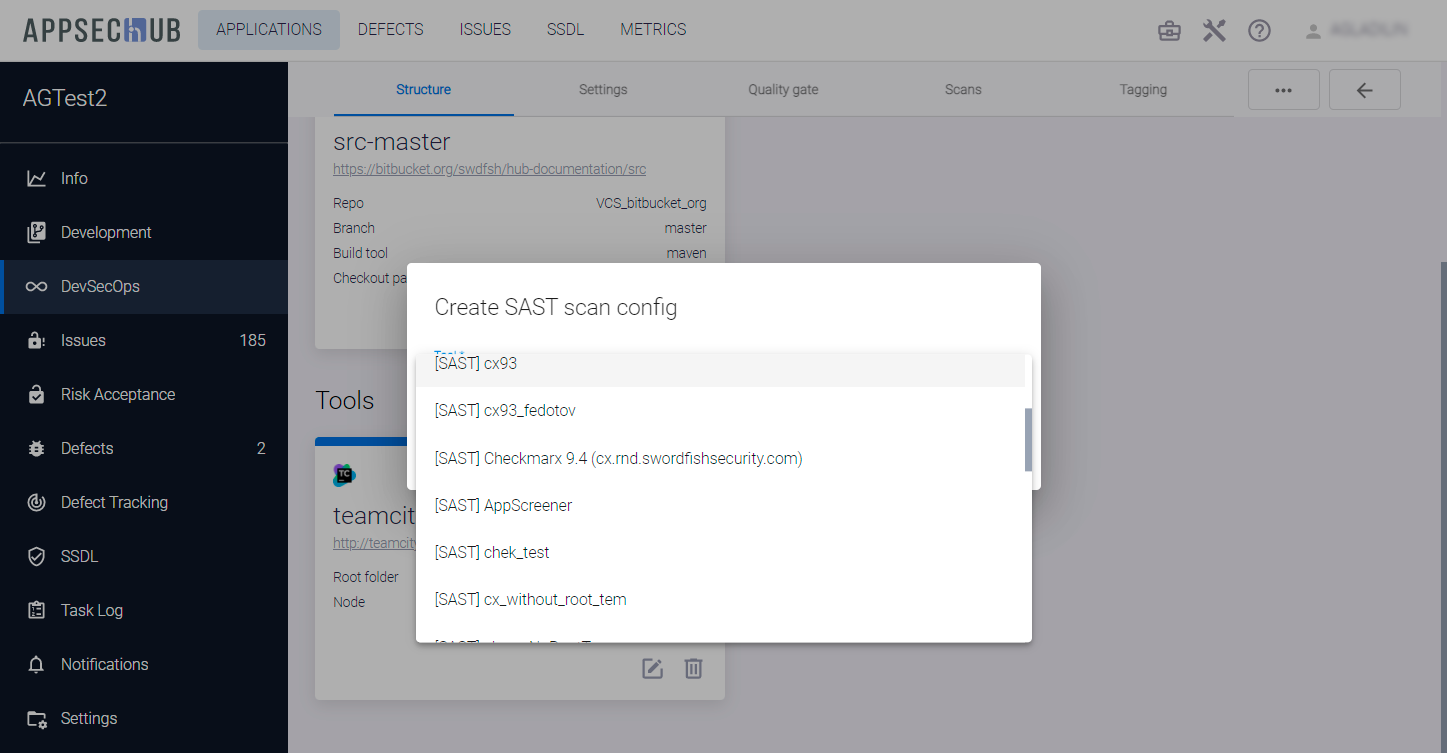 APPSECHUB
APPLICATIONS
DEFECTS
ISSUES
SSDL
METRICS
AGTest2
Structure
Settings
Quality gate
Scans
Tagging
Info
Development
DevSecOps
Issues 185
Risk Acceptance
Defects 2
Defect Tracking
SSDL
Task Log
Notifications
Settings
src-master
https://bitbucket.org/swdfsh/hub-documentation/src
Repo VCS_bitbucket_org
Branch master
Build tool maven
Checkout pa
Tools
TC
teamcit
http://teamcity
Root folder
Node
Create SAST scan config
[SAST] cx93
[SAST] cx93_fedotov
[SAST] Checkmarx 9.4 (cx.rnd.swordfishsecurity.com)
[SAST] AppScreener
[SAST] chek_test
[SAST] cx_without_root_tem